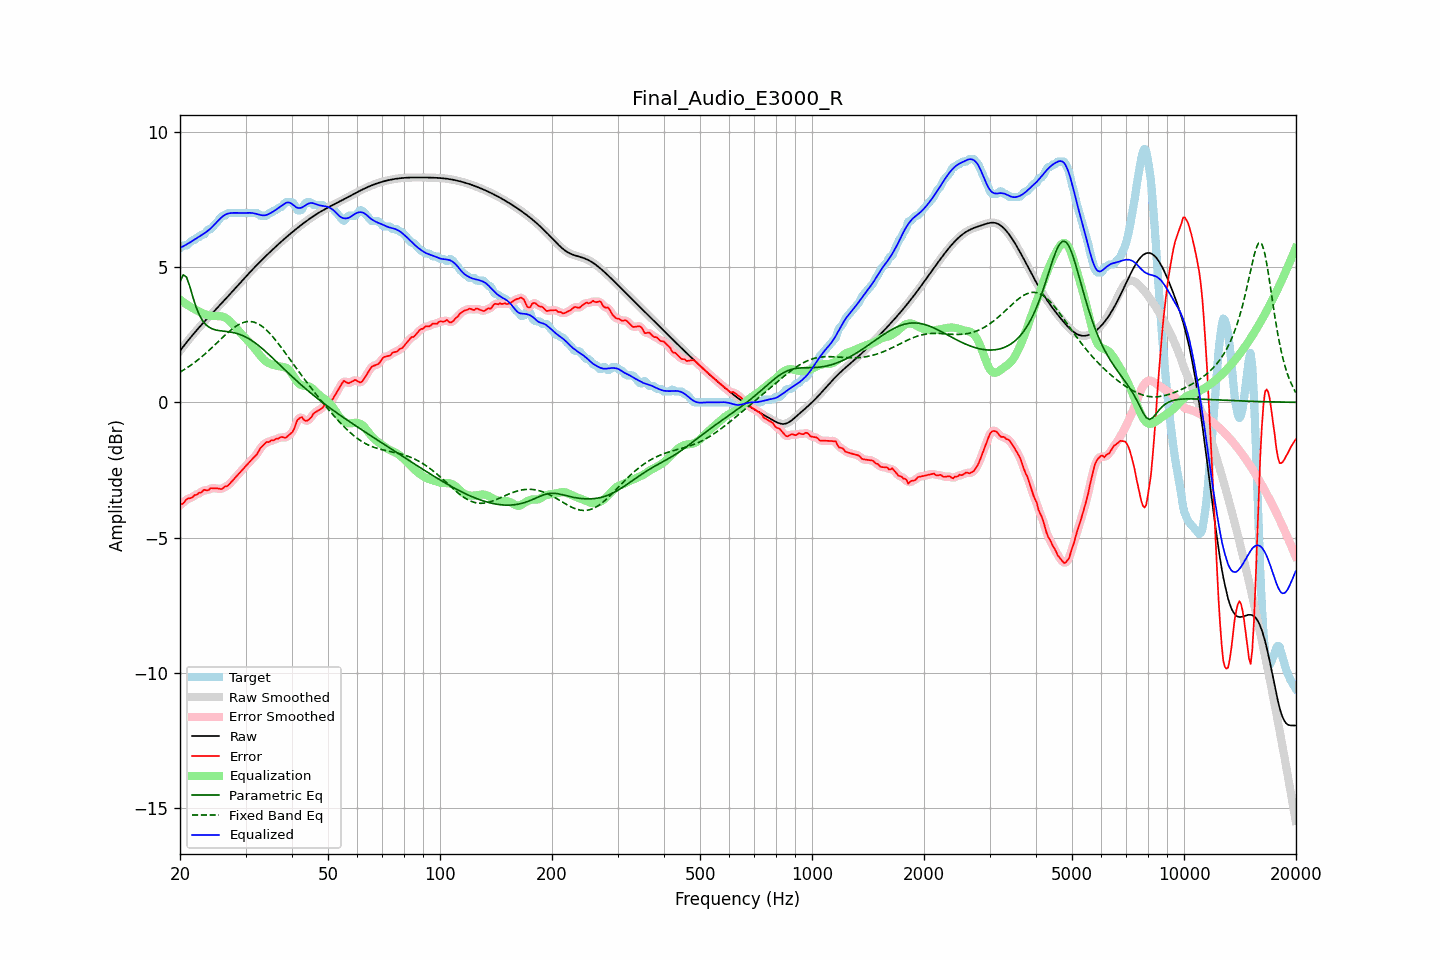 Final_Audio_E3000_R
Amplitude (dBr)
10
5
0
−5
−10
−15
Target
Raw Smoothed
Error Smoothed
Raw
Error
Equalization
Parametric Eq
Fixed Band Eq
Equalized
20 50 100 200 500 1000 2000 5000 10000 20000
Frequency (Hz)